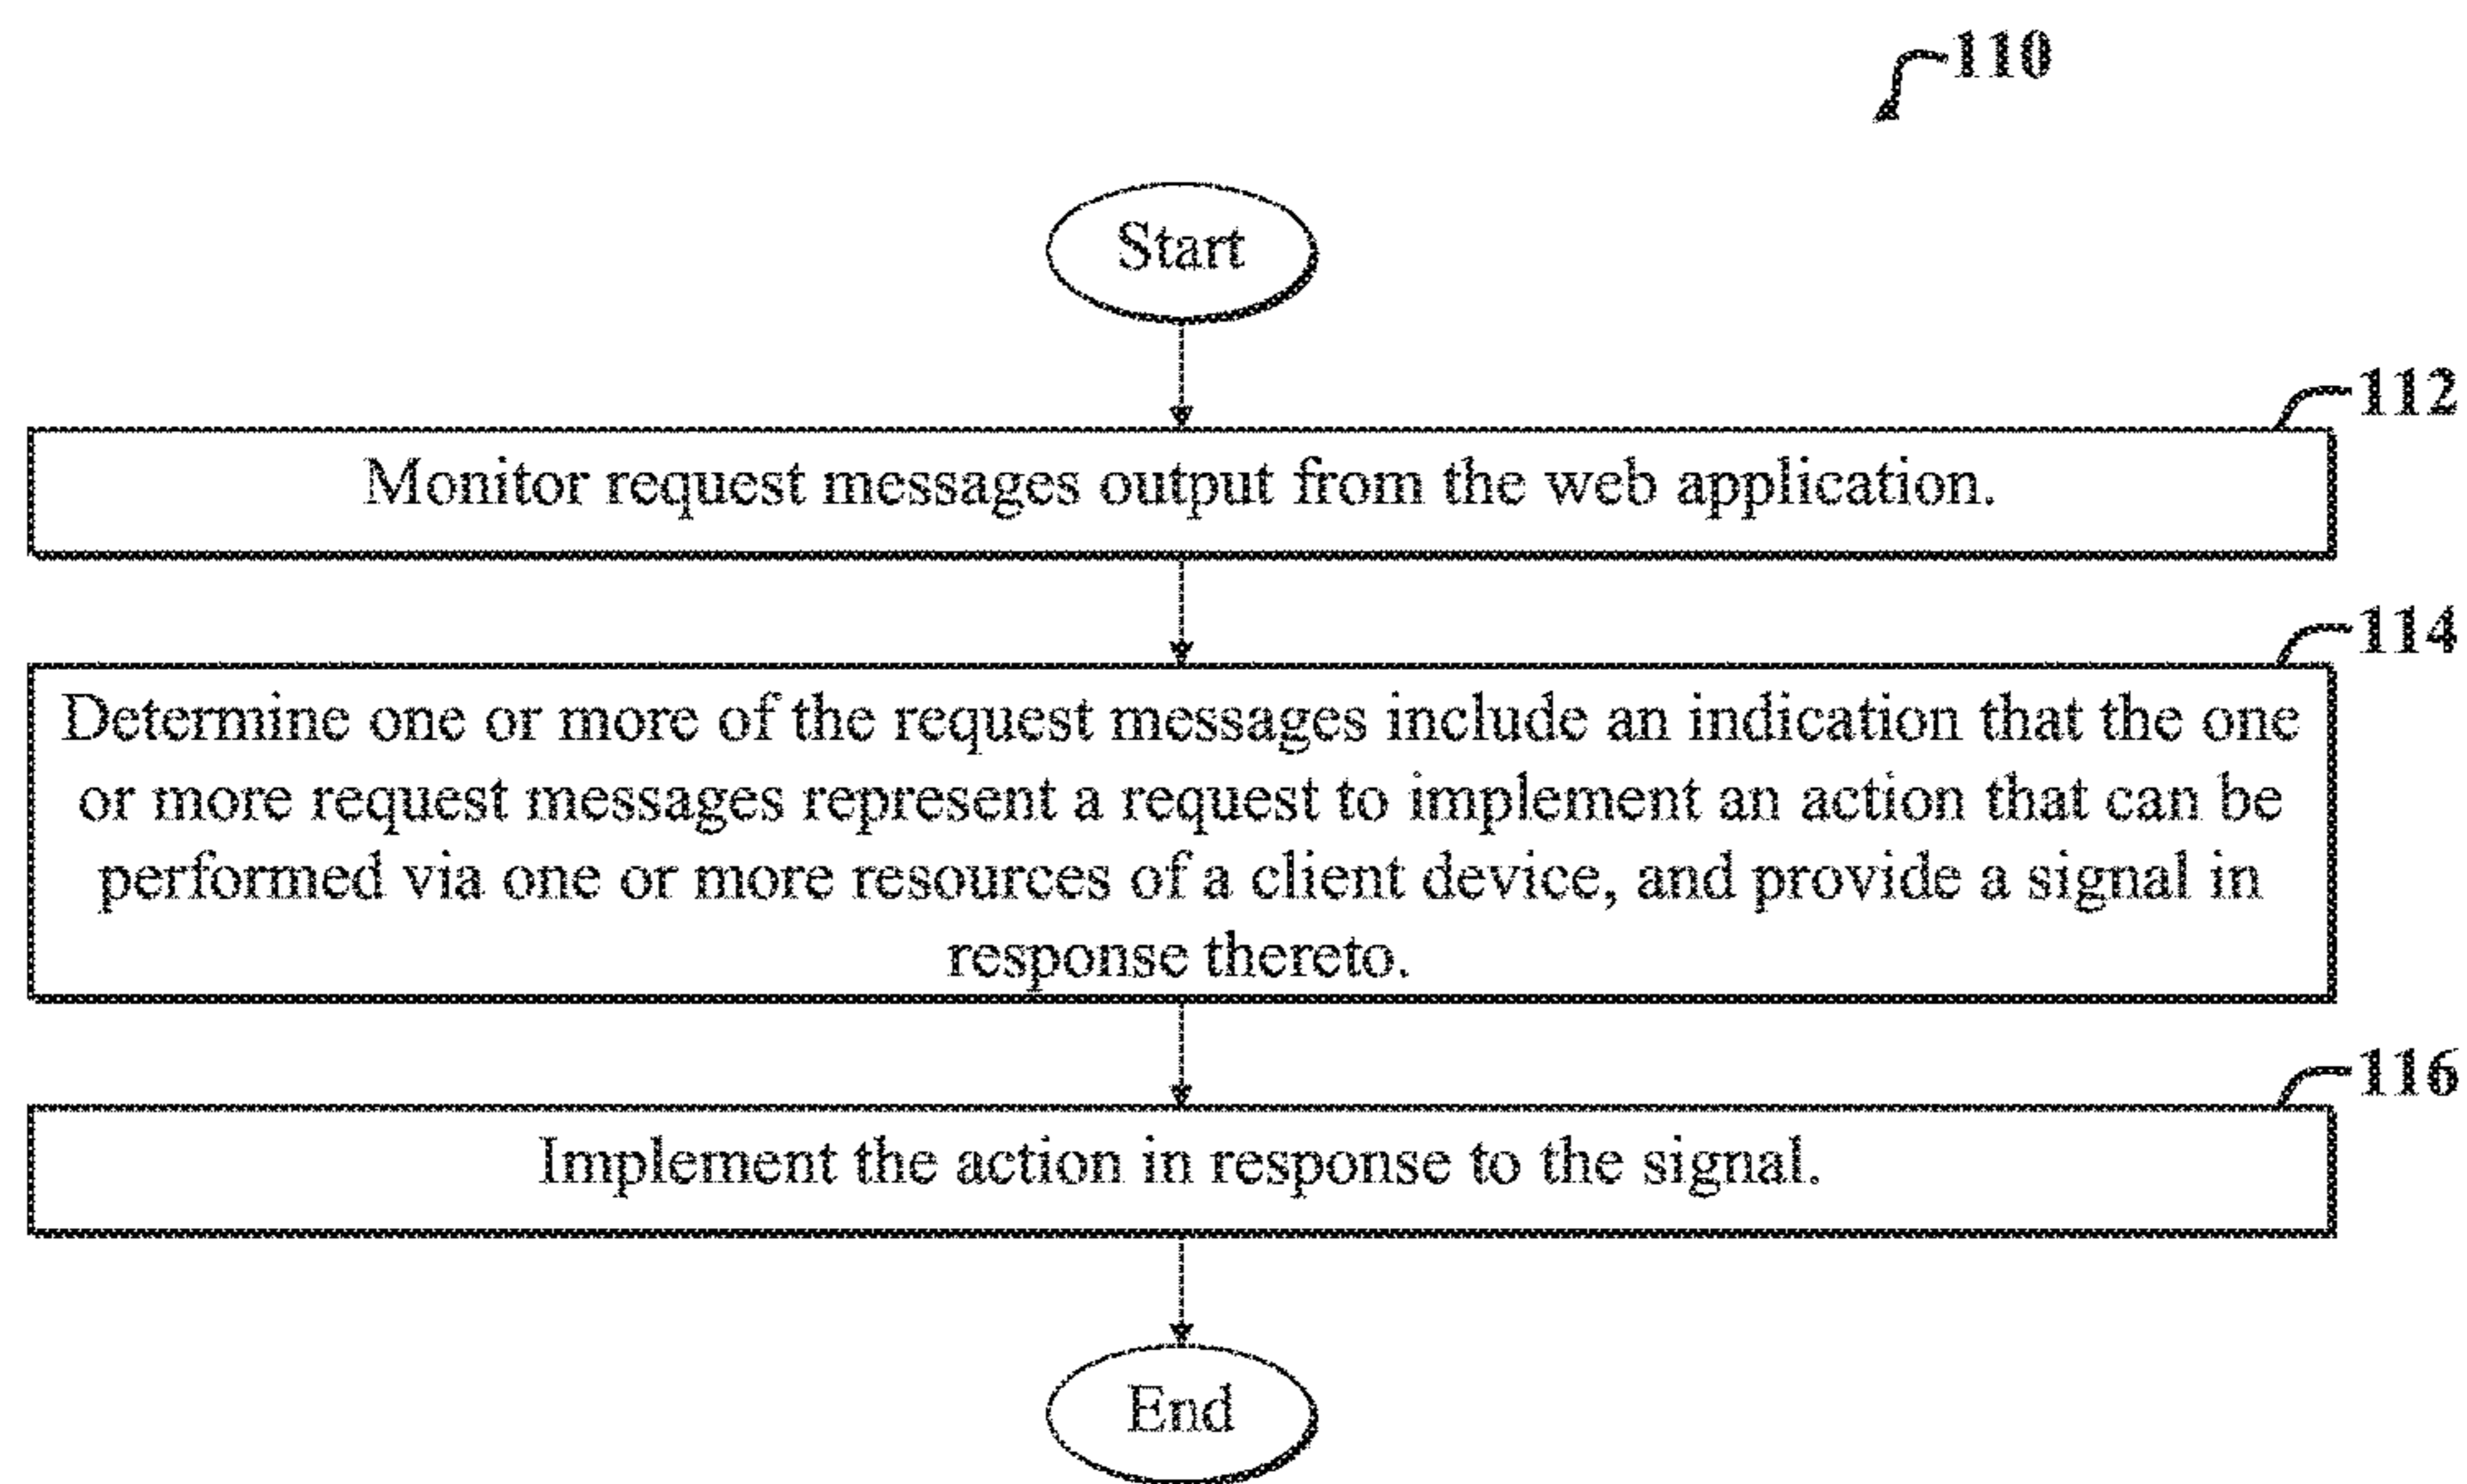 110
Start
112
Monitor request messages output from the web application.
114
Determine one or more of the request messages include an indication that the one
or more request messages represent a request to implement an action that can be
performed via one or more resources of a client device, and provide a signal in
response thereto.
116
Implement the action in response to the signal.
End